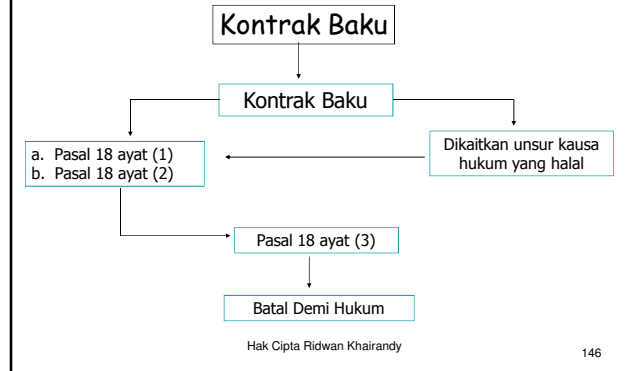 Kontrak Baku
Kontrak Baku
a. Pasal 18 ayat (1)
b. Pasal 18 ayat (2)
Dikaitkan unsur kausa
hukum yang halal
Pasal 18 ayat (3)
Batal Demi Hukum
Hak Cipta Ridwan Khairandy
146